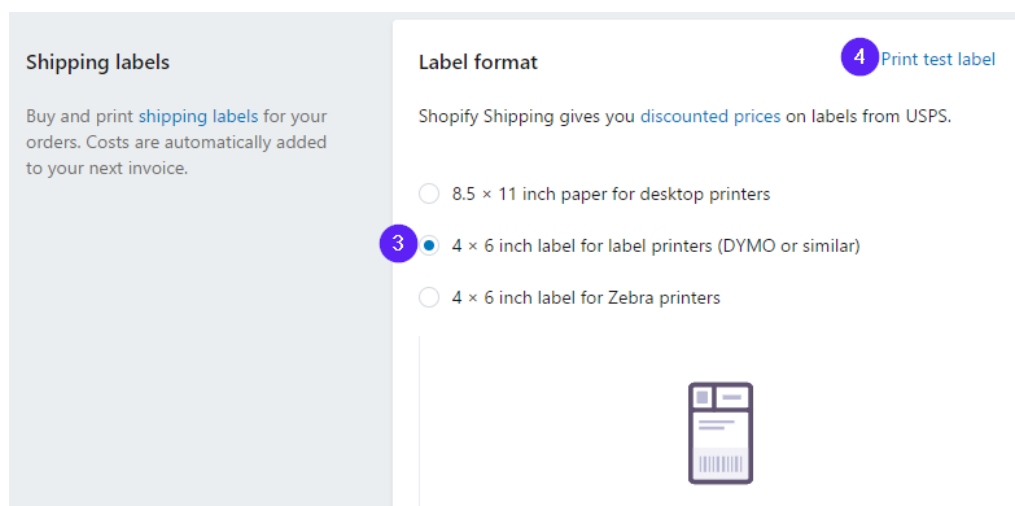 Shipping labels
Buy and print shipping labels for your
orders. Costs are automatically added
to your next invoice.
Label format
4 Print test label
Shopify Shipping gives you discounted prices on labels from USPS.
8.5 × 11 inch paper for desktop printers
3 4 × 6 inch label for label printers (DYMO or similar)
4 × 6 inch label for Zebra printers